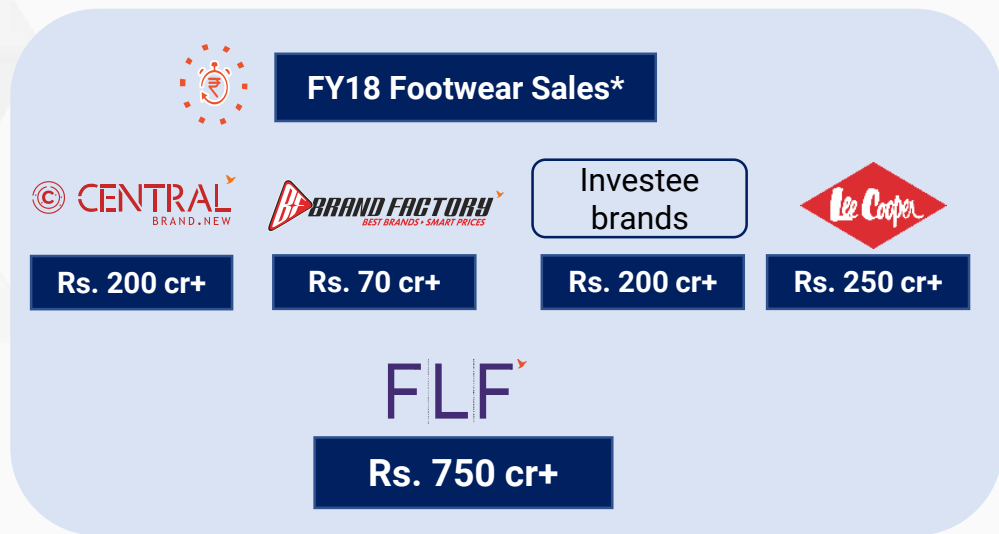 FY18 Footwear Sales*
© CENTRAL
BRAND.NEW
BF BRAND FACTORY
BEST BRANDS • SMART PRICES
Investee
brands
Lee Cooper
Rs. 200 cr+
Rs. 70 cr+
Rs. 200 cr+
Rs. 250 cr+
FLF
Rs. 750 cr+